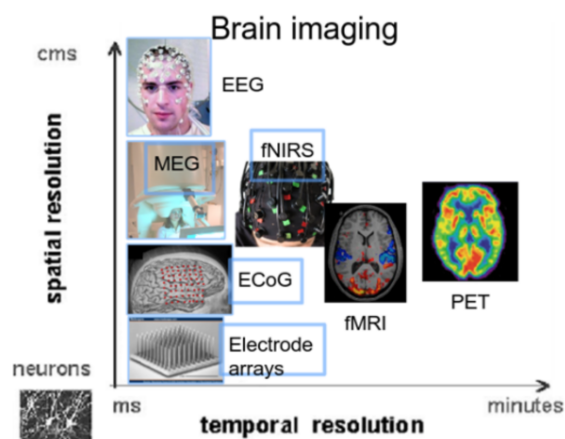 Brain imaging
cms
EEG
MEG
fNIRS
ECoG
fMRI
PET
Electrode
arrays
spatial resolution
neurons
ms
temporal resolution
minutes